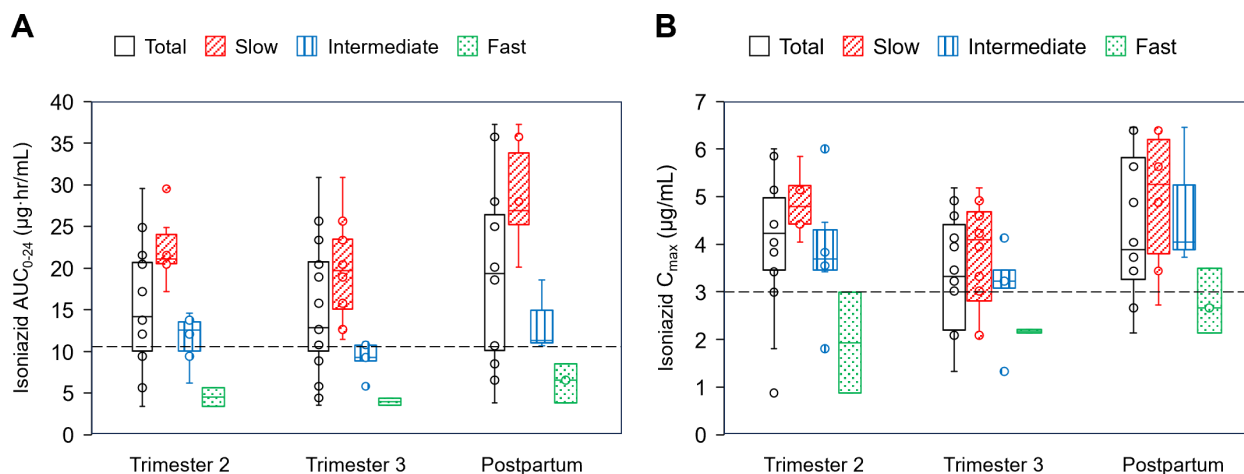 A
Total Slow Intermediate Fast
Isoniazid AUC0-24 (µg·hr/mL)
40
35
30
25
20
15
10
5
0
Trimester 2 Trimester 3 Postpartum
B
Total Slow Intermediate Fast
Isoniazid Cmax (µg/mL)
7
6
5
4
3
2
1
0
Trimester 2 Trimester 3 Postpartum